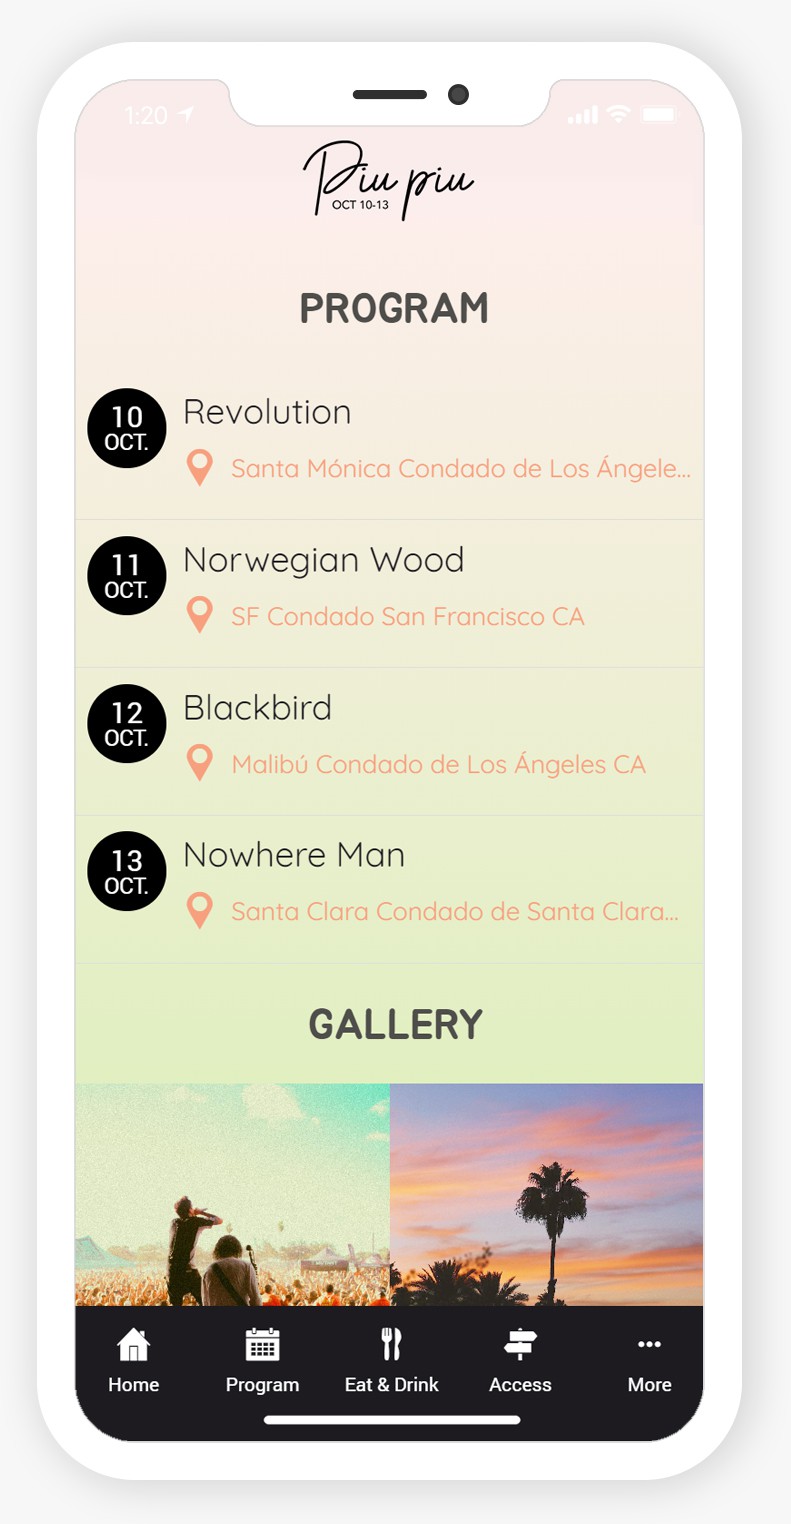 1:20
Piu piu
OCT 10-13
PROGRAM
10
OCT.
Revolution
Santa Mónica Condado de Los Ángele...
11
OCT.
Norwegian Wood
SF Condado San Francisco CA
12
OCT.
Blackbird
Malibú Condado de Los Ángeles CA
13
OCT.
Nowhere Man
Santa Clara Condado de Santa Clara...
GALLERY
Home
Program
Eat & Drink
Access
More